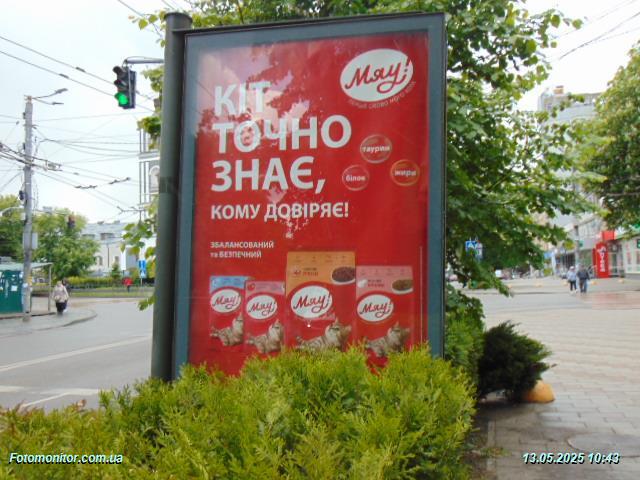 Мяу!
КІТ
ТОЧНО
ЗНАЄ,
КОМУ ДОВІРЯЄ!
таурин
білок
жири
ЗБАЛАНСОВАНИЙ
та БЕЗПЕЧНИЙ
Мяу!
Мяу!
Мяу!
Мяу!
Fotomonitor.com.ua
13.05.2025 10:43